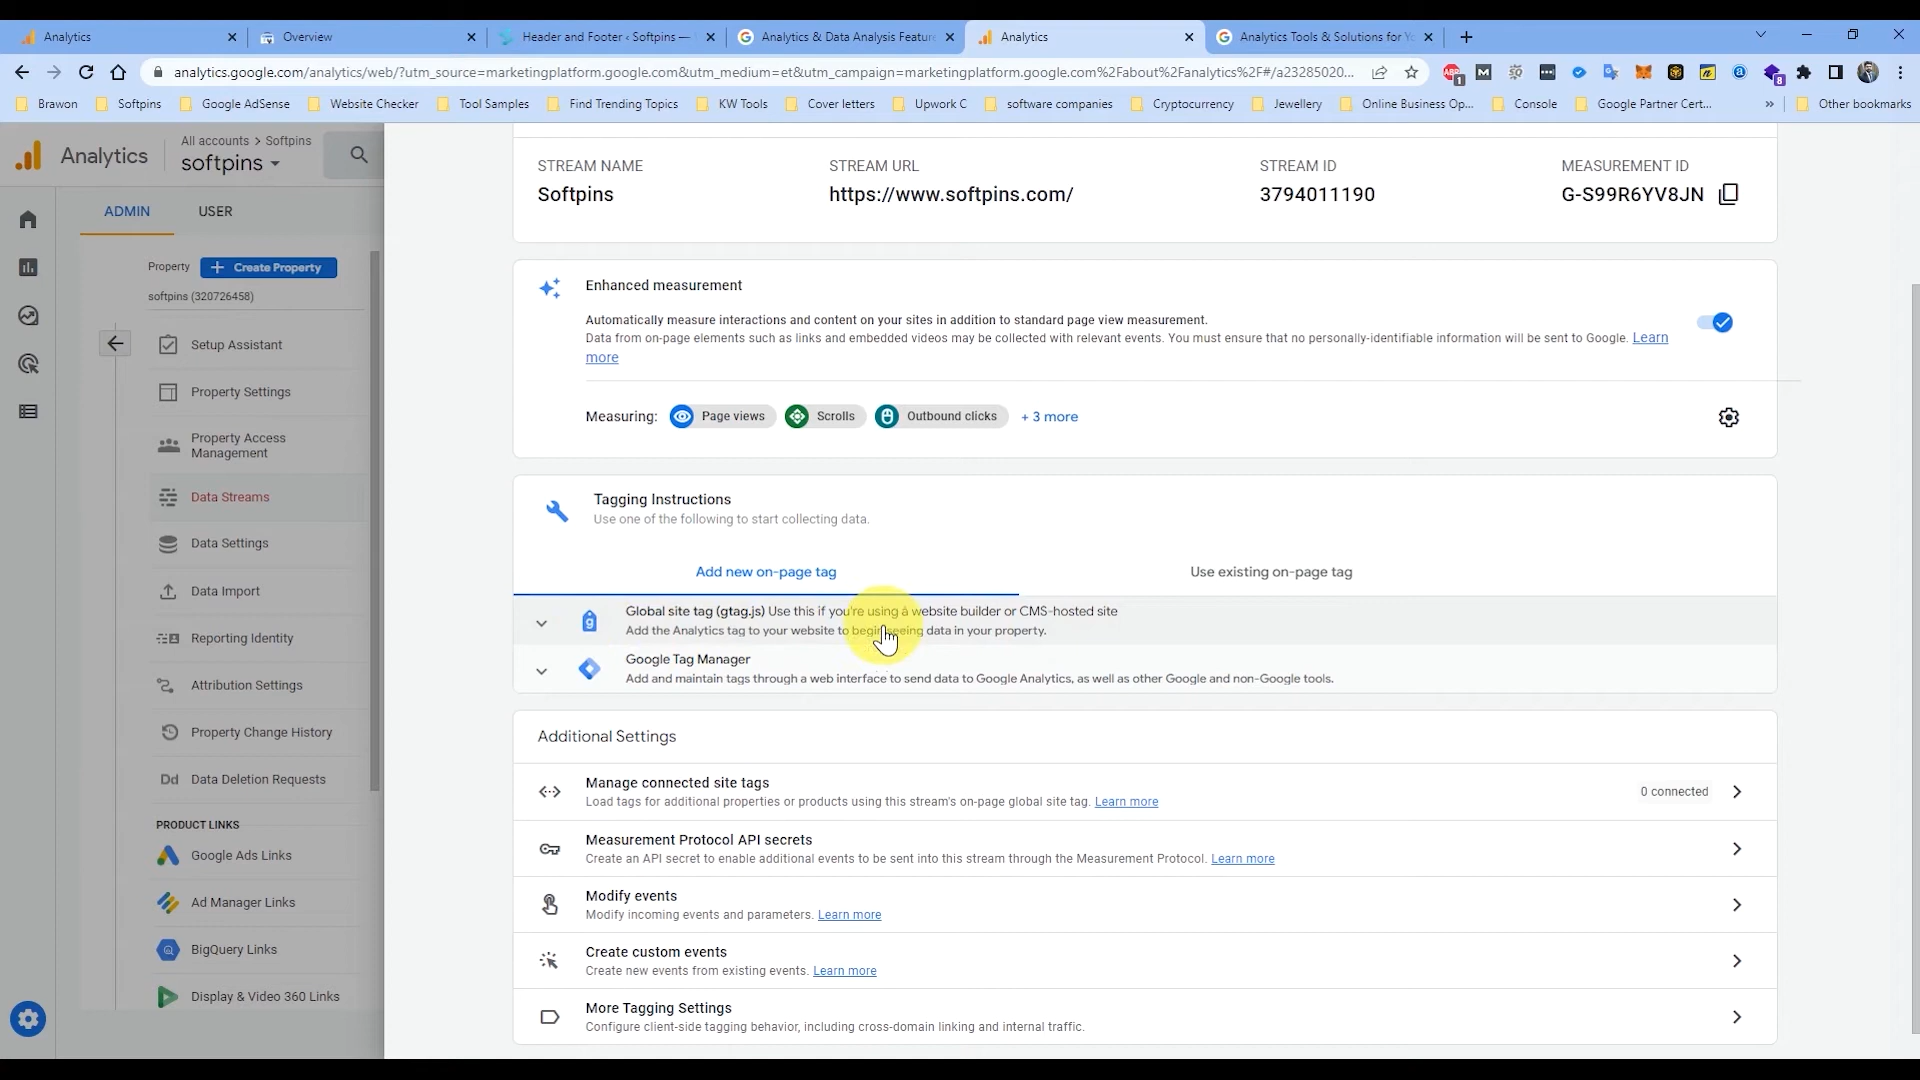 Analytics
Overview
Header and Footer ‹ Softpins —
Analytics & Data Analysis Feature
Analytics
Analytics Tools & Solutions for Yo
analytics.google.com/analytics/web/?utm_source=marketingplatform.google.com&utm_medium=et&utm_campaign=marketingplatform.google.com%2Fabout%2Fanalytics%2F#/a23285020...
Brawon
Softpins
Google AdSense
Website Checker
Tool Samples
Find Trending Topics
KW Tools
Cover letters
Upwork C
software companies
Cryptocurrency
Jewellery
Online Business Op...
Console
Google Partner Cert...
»
Other bookmarks
Analytics
All accounts > Softpins
softpins
ADMIN
USER
Property
+ Create Property
softpins (320726458)
Setup Assistant
Property Settings
Property Access
Management
Data Streams
Data Settings
Data Import
Reporting Identity
Attribution Settings
Property Change History
Dd Data Deletion Requests
PRODUCT LINKS
Google Ads Links
Ad Manager Links
BigQuery Links
Display & Video 360 Links
STREAM NAME
Softpins
STREAM URL
https://www.softpins.com/
STREAM ID
3794011190
MEASUREMENT ID
G-S99R6YV8JN
Enhanced measurement
Automatically measure interactions and content on your sites in addition to standard page view measurement.
Data from on-page elements such as links and embedded videos may be collected with relevant events. You must ensure that no personally-identifiable information will be sent to Google. Learn
more
Measuring: Page views Scrolls Outbound clicks + 3 more
Tagging Instructions
Use one of the following to start collecting data.
Add new on-page tag
Use existing on-page tag
Global site tag (gtag.js) Use this if you're using a website builder or CMS-hosted site
Add the Analytics tag to your website to begin seeing data in your property.
Google Tag Manager
Add and maintain tags through a web interface to send data to Google Analytics, as well as other Google and non-Google tools.
Additional Settings
Manage connected site tags
Load tags for additional properties or products using this stream's on-page global site tag. Learn more
0 connected
Measurement Protocol API secrets
Create an API secret to enable additional events to be sent into this stream through the Measurement Protocol. Learn more
Modify events
Modify incoming events and parameters. Learn more
Create custom events
Create new events from existing events. Learn more
More Tagging Settings
Configure client-side tagging behavior, including cross-domain linking and internal traffic.